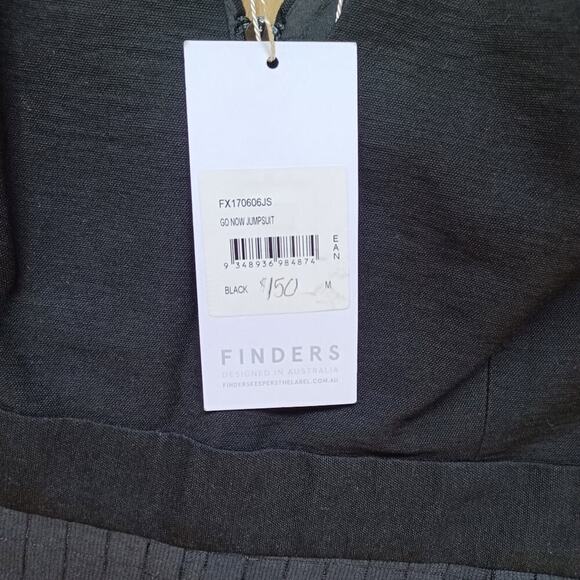 FX170606JS
GO NOW JUMPSUIT
EAN
9 348936 984874
BLACK $150 M
FINDERS
DESIGNED IN AUSTRALIA
FINDERSKEEPERSTHELABEL.COM.AU